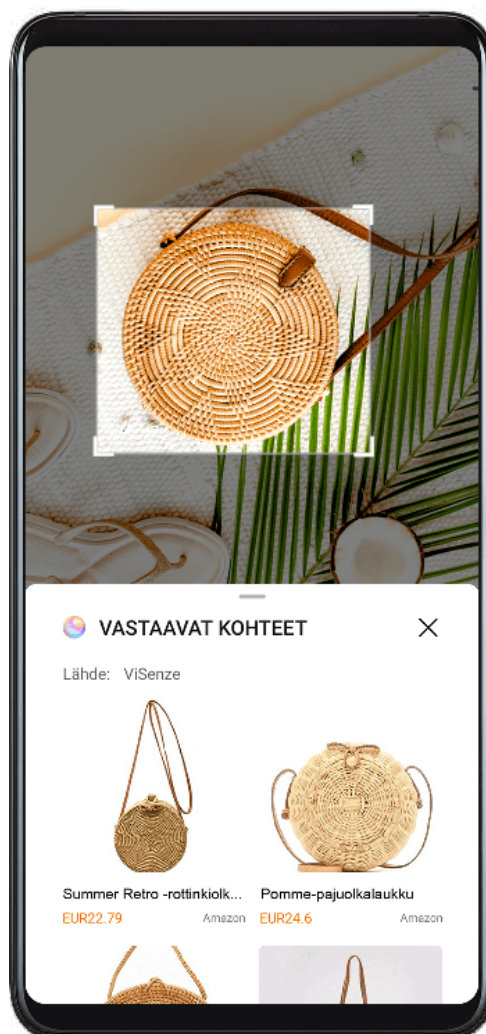 VASTAAVAT KOHTEET
Lähde: ViSenze
Summer Retro -rottinkiolk... Pomme-pajuolkalaukku
EUR22.79 Amazon EUR24.6 Amazon